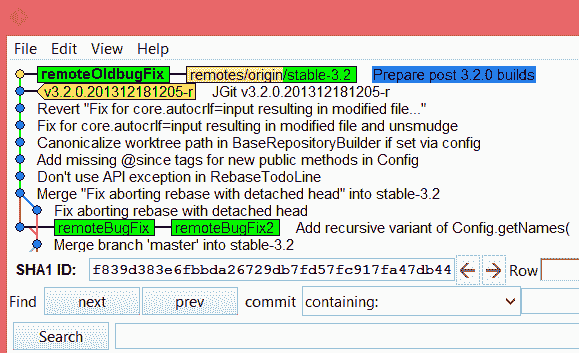 File Edit View Help
remoteOldbugFix remotes/origin/stable-3.2 Prepare post 3.2.0 builds
v3.2.0.201312181205-r JGit v3.2.0.201312181205-r
Revert "Fix for core.autocrlf=input resulting in modified file..."
Fix for core.autocrlf=input resulting in modified file and unsmudge
Canonicalize worktree path in BaseRepositoryBuilder if set via config
Add missing @since tags for new public methods in Config
Don't use API exception in RebaseTodoLine
Merge "Fix aborting rebase with detached head" into stable-3.2
Fix aborting rebase with detached head
remoteBugFix remoteBugFix2 Add recursive variant of Config.getNames(
Merge branch 'master' into stable-3.2
SHA1 ID: f839d383e6fbbda26729db7fd57fc917fa47db44 Row
Find next prev commit containing:
Search